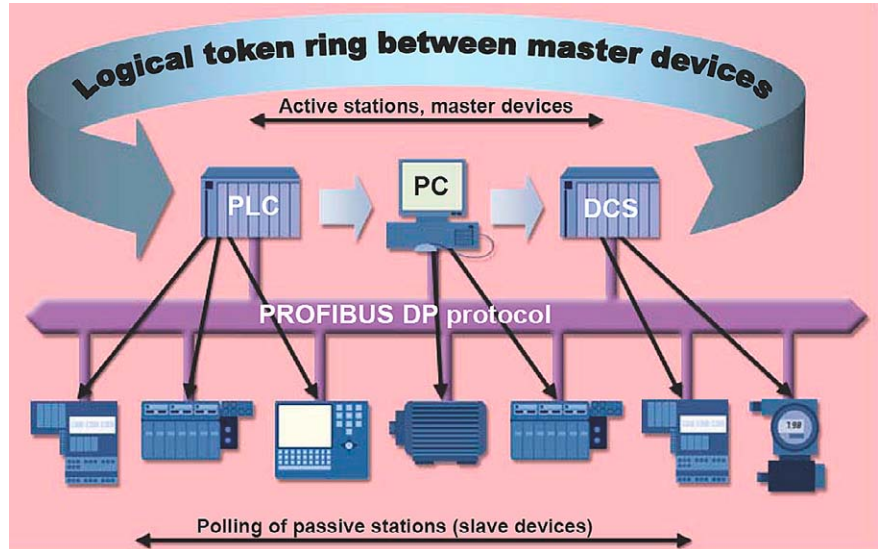 Logical token ring between master devices
Active stations, master devices
PLC
PC
DCS
PROFIBUS DP protocol
Polling of passive stations (slave devices)